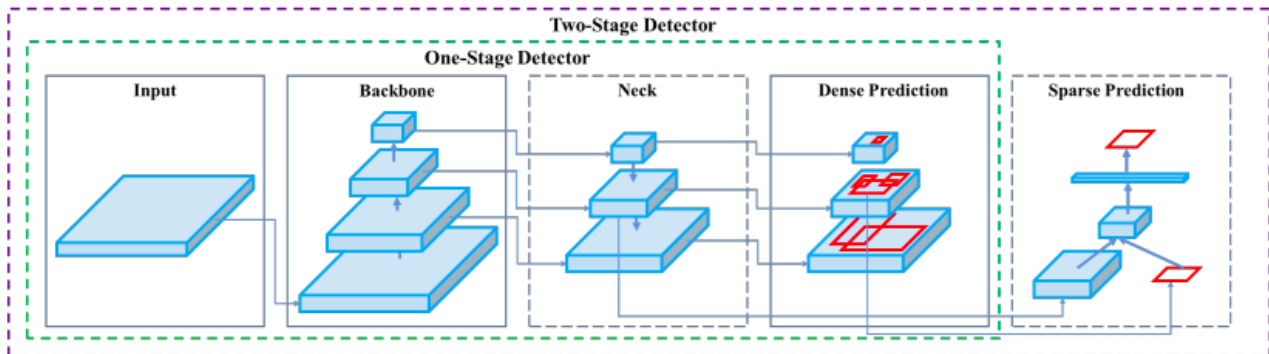 Two-Stage Detector
One-Stage Detector
Input
Backbone
Neck
Dense Prediction
Sparse Prediction